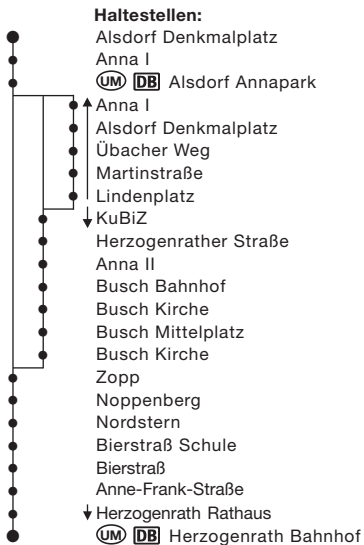 Haltestellen:
Alsdorf Denkmalplatz
Anna I
UM DB Alsdorf Annapark
Anna I
Alsdorf Denkmalplatz
Übacher Weg
Martinstraße
Lindenplatz
KuBiZ
Herzogenrather Straße
Anna II
Busch Bahnhof
Busch Kirche
Busch Mittelplatz
Busch Kirche
Zopp
Noppenberg
Nordstern
Bierstraß Schule
Bierstraß
Anne-Frank-Straße
Herzogenrath Rathaus
UM DB Herzogenrath Bahnhof